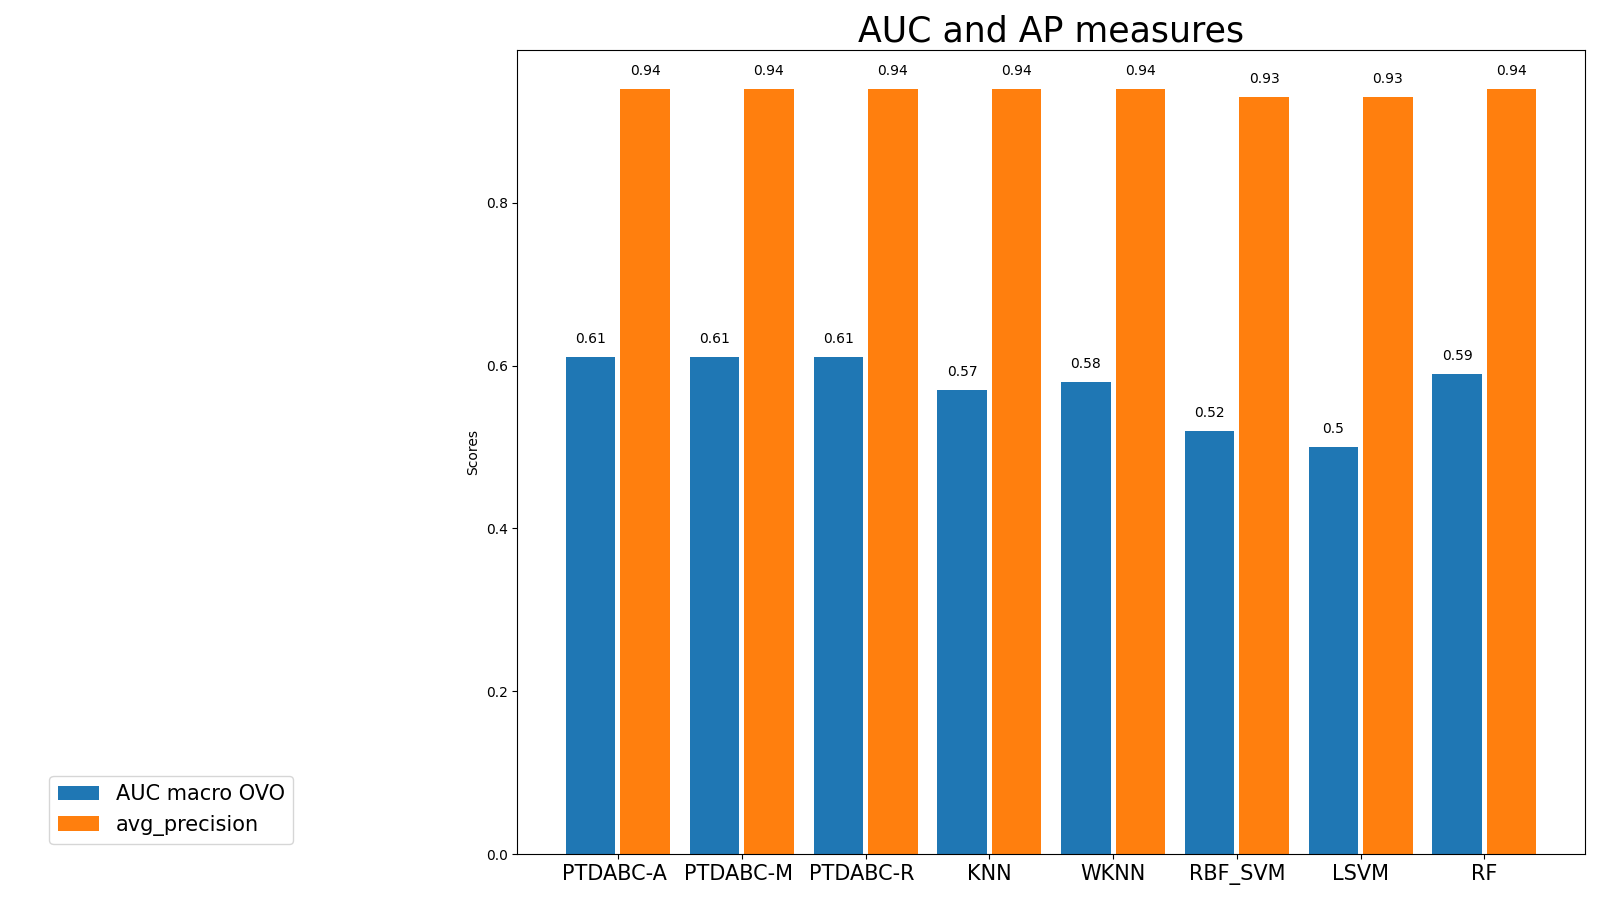 AUC and AP measures
0.94 0.94 0.94 0.94 0.94 0.93 0.93 0.94
0.8
0.61 0.61 0.61 0.57 0.58 0.52 0.5 0.59
0.6
Scores
0.4
0.2
0.0
PTDABC-A PTDABC-M PTDABC-R KNN WKNN RBF_SVM LSVM RF
AUC macro OVO
avg_precision